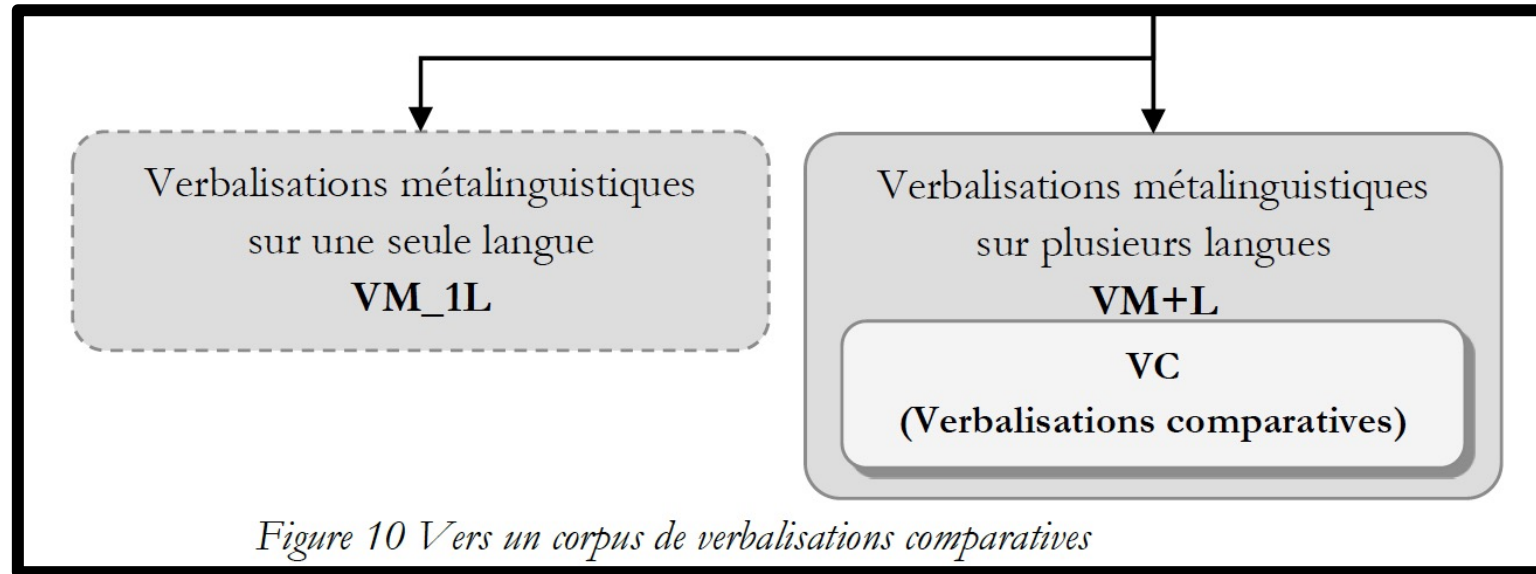 Verbalisations métalinguistiques
sur une seule langue
VM_1L
Verbalisations métalinguistiques
sur plusieurs langues
VM+L
VC
(Verbalisations comparatives)
Figure 10 Vers un corpus de verbalisations comparatives